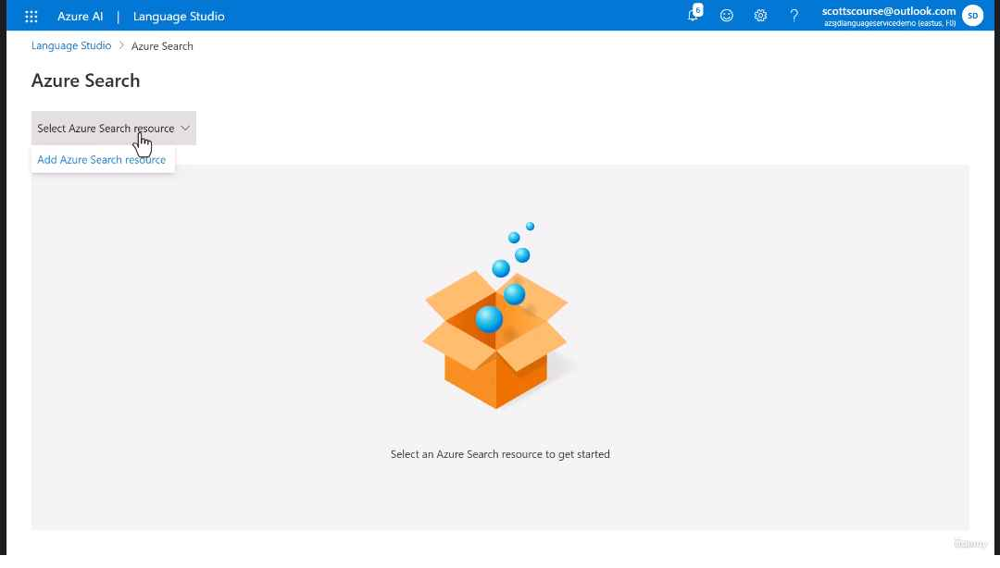 Azure AI | Language Studio
6
scottscourse@outlook.com
azsjdlanguageservicedemo (eastus, F0)
SD
Language Studio > Azure Search
Azure Search
Select Azure Search resource
Add Azure Search resource
Select an Azure Search resource to get started
Udemy